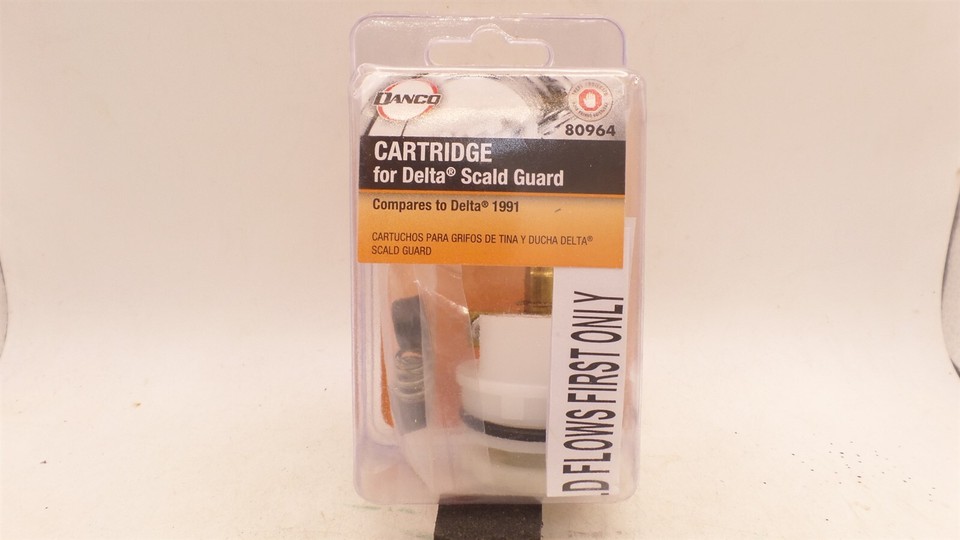 DANCO
80964
CARTRIDGE
for Delta® Scald Guard
Compares to Delta® 1991
CARTUCHOS PARA GRIFOS DE TINA Y DUCHA DELTA®
SCALD GUARD
D FLOWS FIRST ONLY